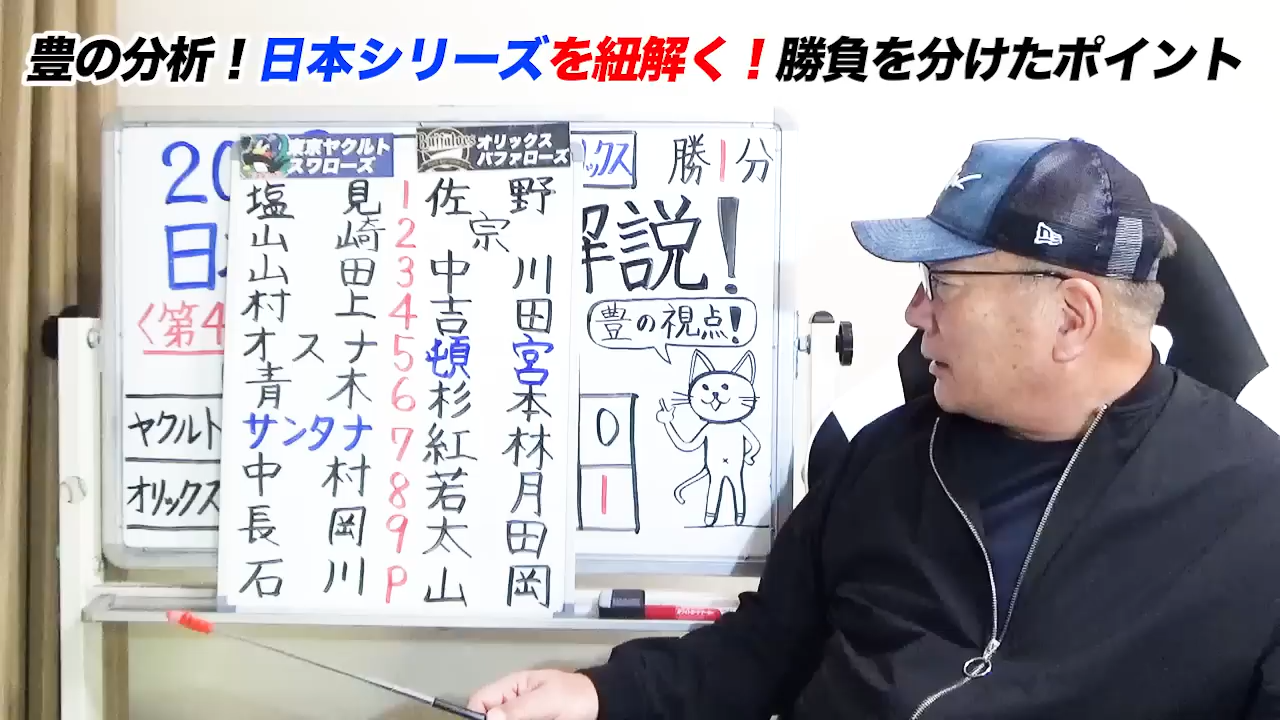 豊の分析！日本シリーズを紐解く！勝負を分けたポイント
東京ヤクルトスワローズ
Buffaloes オリックスバファローズ
塩見 1 佐野
山崎 2 宗
山田 3 中川
村上 4 吉田
オスナ 5 頓宮
青木 6 杉本
サンタナ 7 紅林
中村 8 若月
長岡 9 太田
石川 P 山岡
20
日
〈第4
ヤクルト
オリックス
ックス 勝1分
解説！
豊の視点！
0
1